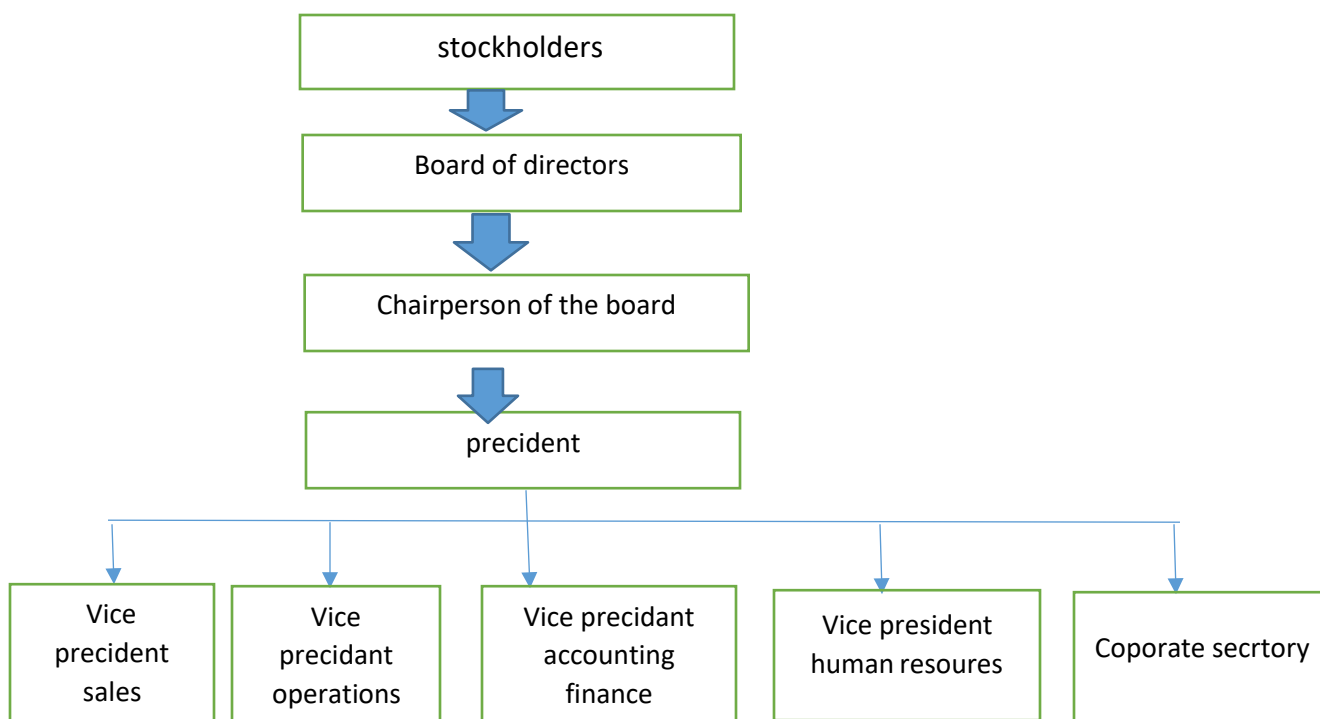 stockholders
Board of directors
Chairperson of the board
precident
Vice
precident
sales
Vice
precidant
operations
Vice precidant
accounting
finance
Vice president
human resoures
Coporate secrtory